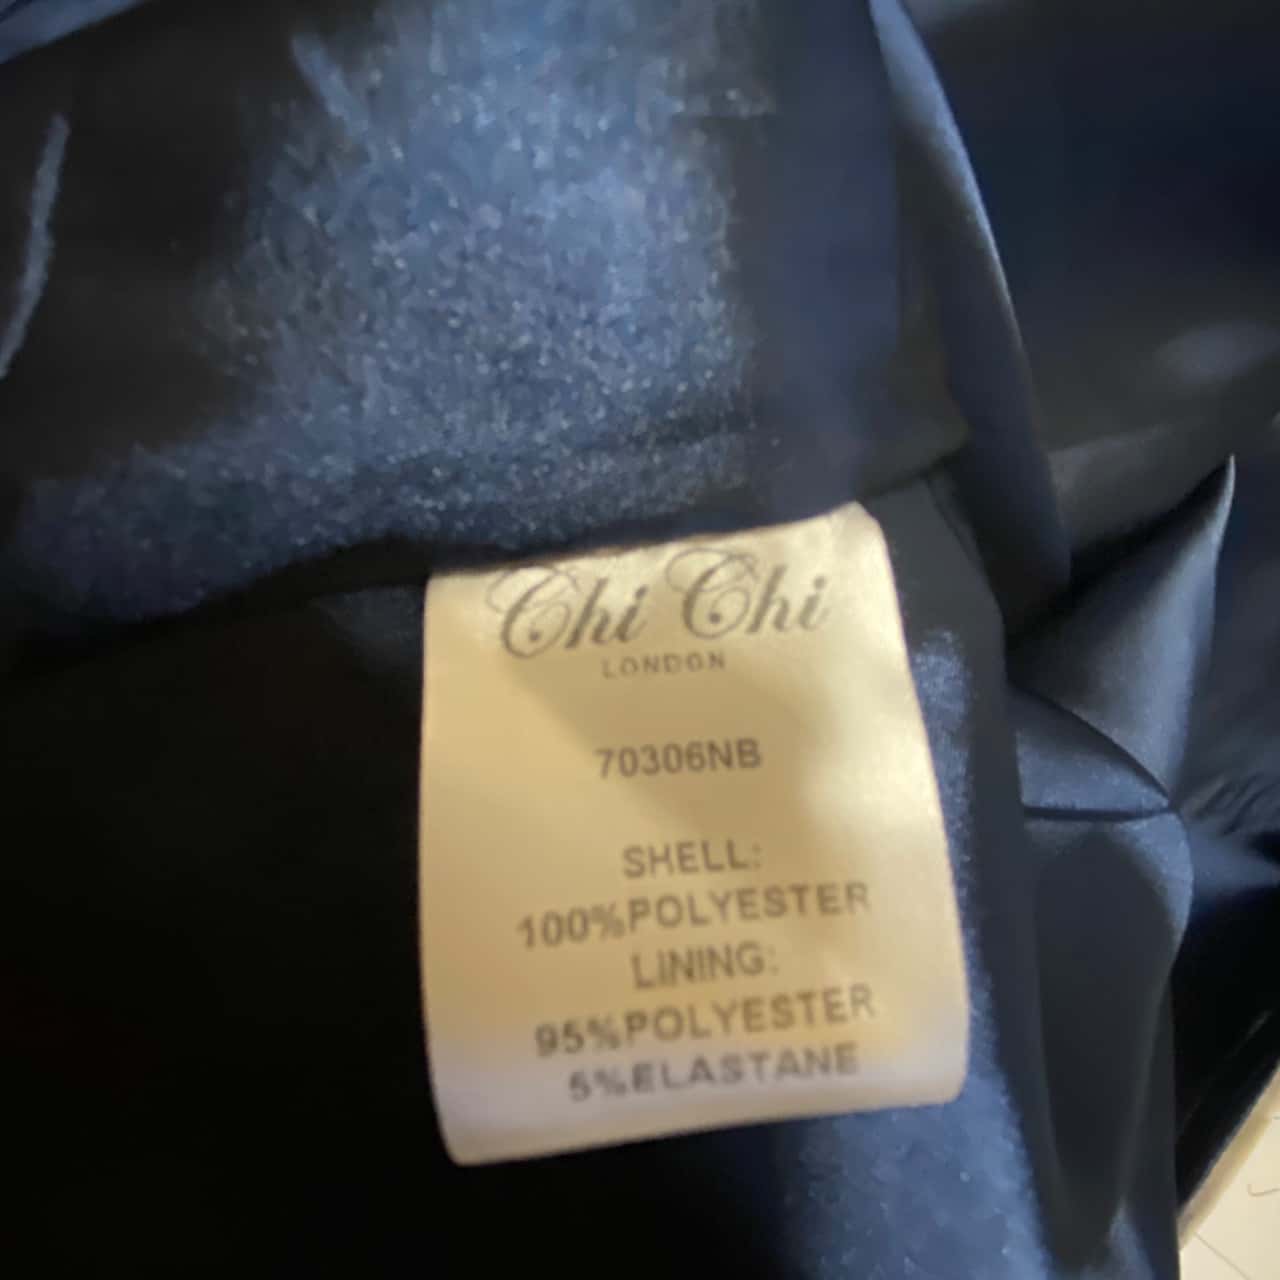 Chi Chi
LONDON
70306NB
SHELL:
100%POLYESTER
LINING:
95%POLYESTER
5%ELASTANE